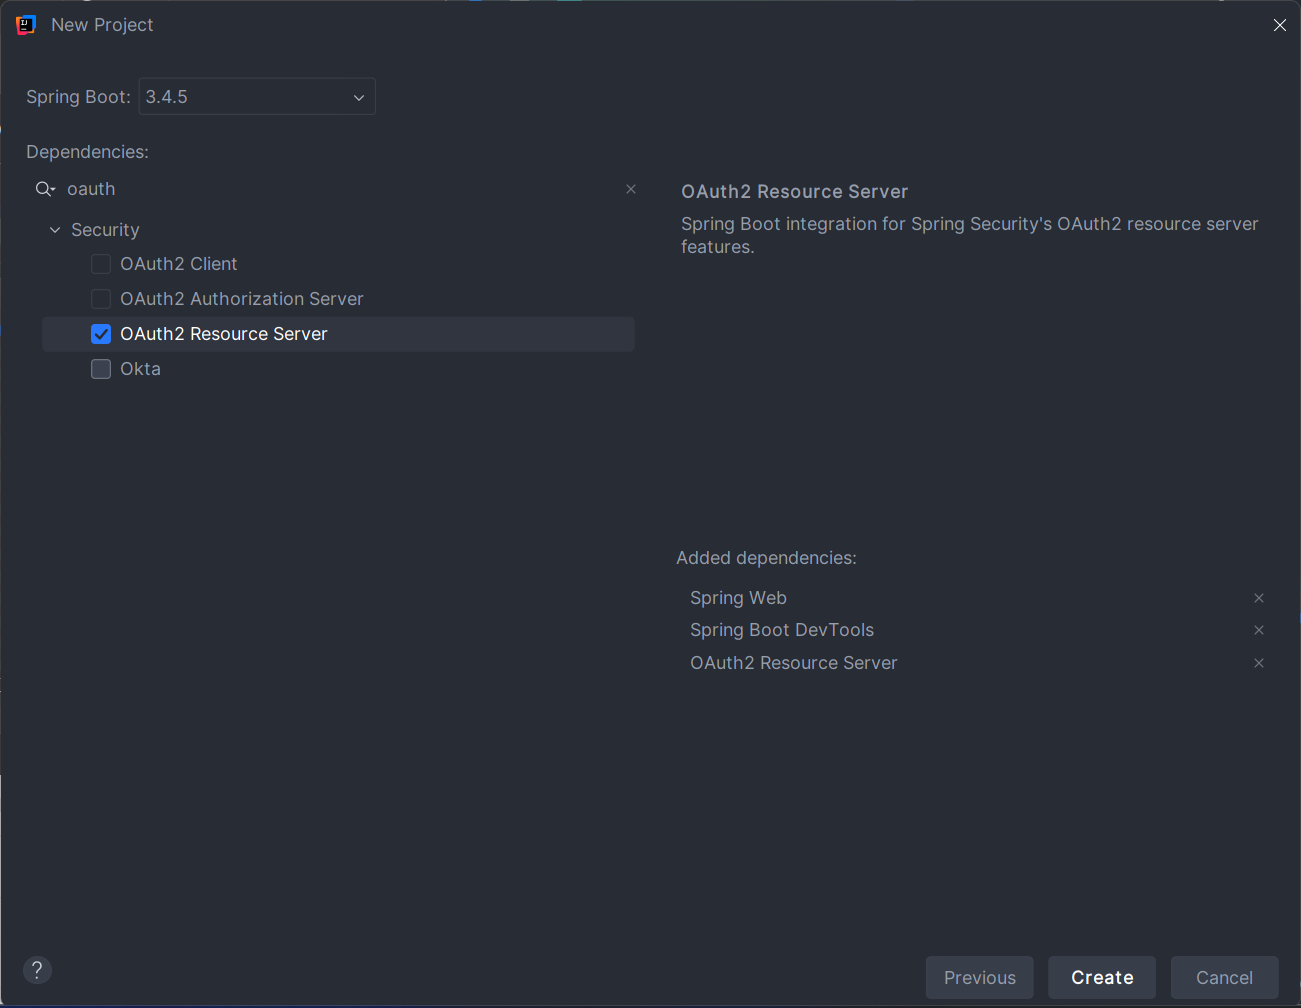 New Project
Spring Boot: 3.4.5
Dependencies:
oauth
Security
OAuth2 Client
OAuth2 Authorization Server
OAuth2 Resource Server
Okta
OAuth2 Resource Server
Spring Boot integration for Spring Security's OAuth2 resource server
features.
Added dependencies:
Spring Web
Spring Boot DevTools
OAuth2 Resource Server
?
Previous
Create
Cancel